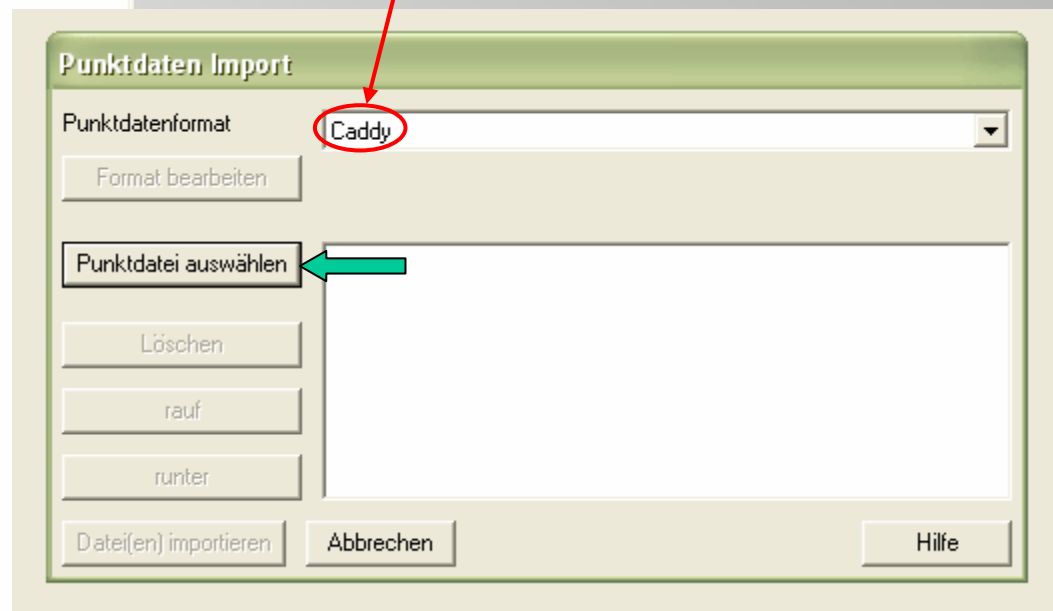 Punktdaten Import
Punktdatenformat
Caddy
Format bearbeiten
Punktdatei auswählen
Löschen
rauf
runter
Datei(en) importieren
Abbrechen
Hilfe